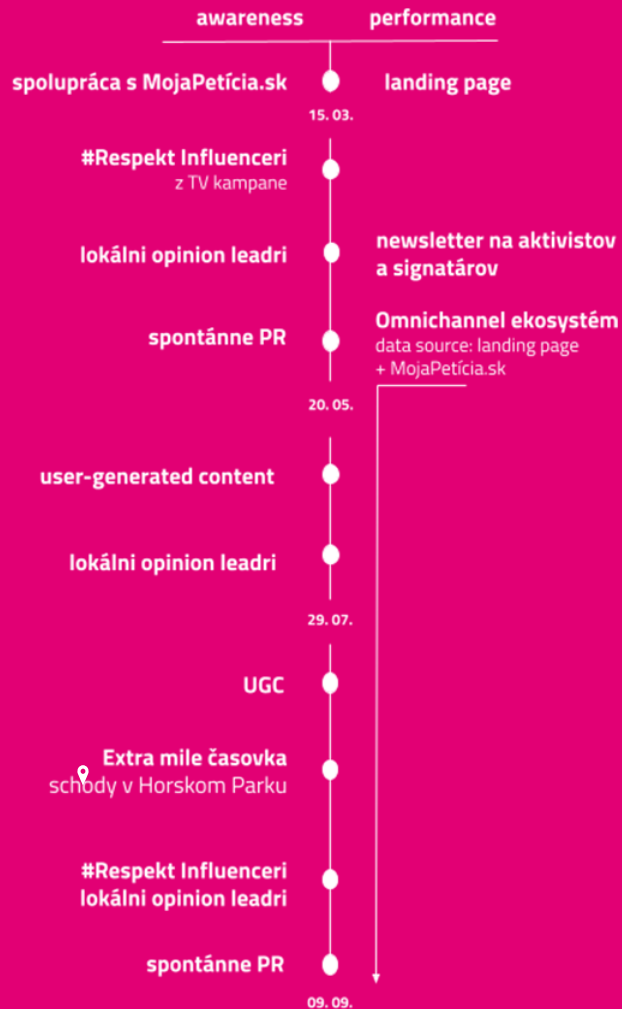 awareness
performance
spolupráca s MojaPetícia.sk
landing page
15. 03.
#Respekt Influenceri
z TV kampane
lokálni opinion leadri
newsletter na aktivistov
a signatárov
spontánne PR
Omnichannel ekosystém
data source: landing page
+ MojaPetícia.sk
20. 05.
user-generated content
lokálni opinion leadri
29. 07.
UGC
Extra mile časovka
schody v Horskom Parku
#Respekt Influenceri
lokálni opinion leadri
spontánne PR
09. 09.